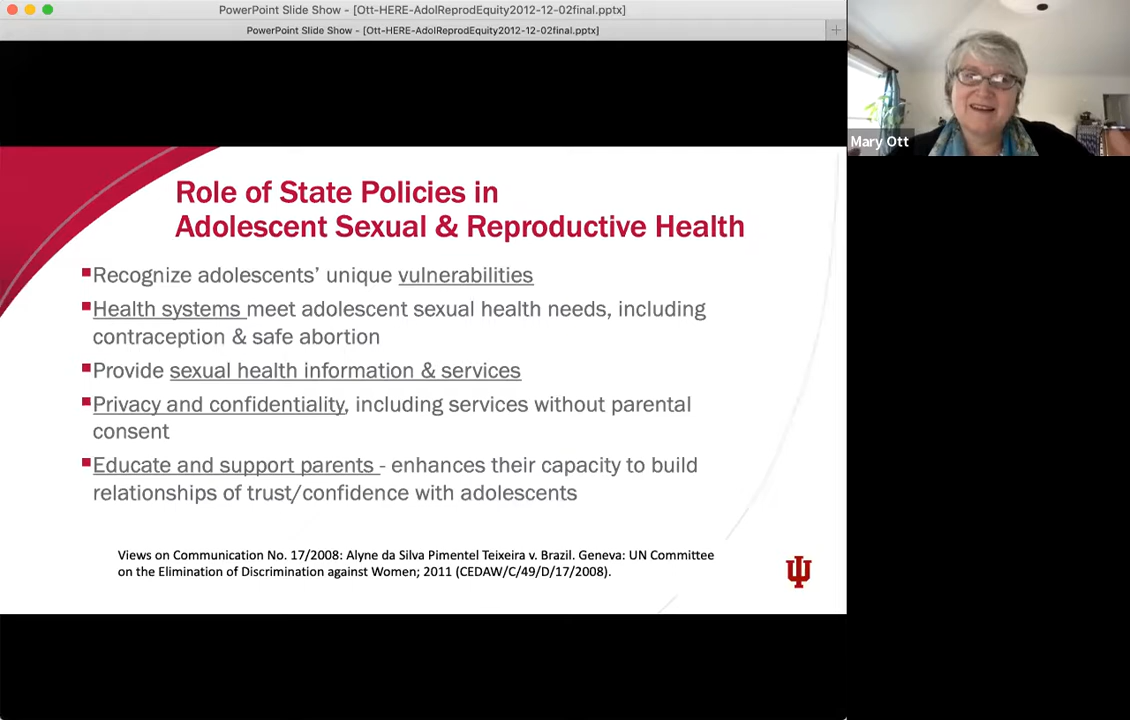 PowerPoint Slide Show - [Ott-HERE-AdolReprodEquity2012-12-02final.pptx]
PowerPoint Slide Show - [Ott-HERE-AdolReprodEquity2012-12-02final.pptx]
Mary Ott
Role of State Policies in
Adolescent Sexual & Reproductive Health
Recognize adolescents’ unique vulnerabilities
Health systems meet adolescent sexual health needs, including
contraception & safe abortion
Provide sexual health information & services
Privacy and confidentiality, including services without parental
consent
Educate and support parents - enhances their capacity to build
relationships of trust/confidence with adolescents
Views on Communication No. 17/2008: Alyne da Silva Pimentel Teixeira v. Brazil. Geneva: UN Committee
on the Elimination of Discrimination against Women; 2011 (CEDAW/C/49/D/17/2008).